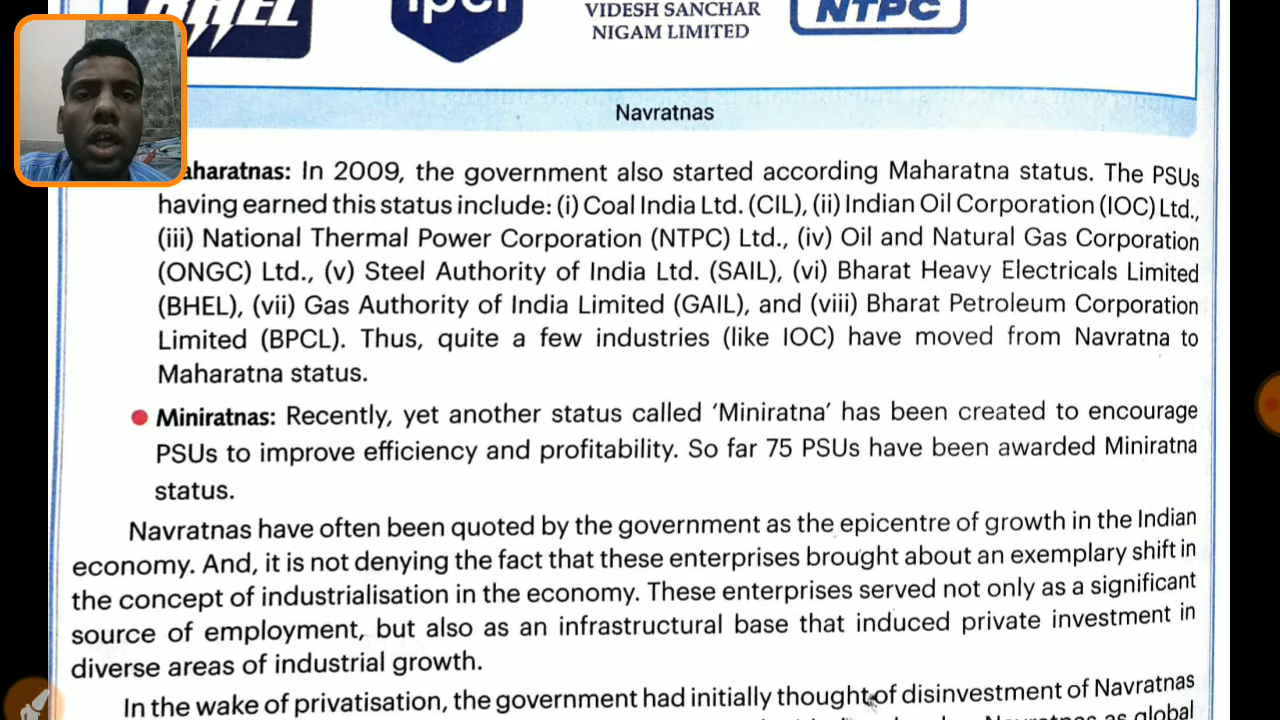 BHEL
ipcl
VIDESH SANCHAR
NIGAM LIMITED
NTPC
Navratnas
aharatnas: In 2009, the government also started according Maharatna status. The PSUs
having earned this status include: (i) Coal India Ltd. (CIL), (ii) Indian Oil Corporation (IOC) Ltd.,
(iii) National Thermal Power Corporation (NTPC) Ltd., (iv) Oil and Natural Gas Corporation
(ONGC) Ltd., (v) Steel Authority of India Ltd. (SAIL), (vi) Bharat Heavy Electricals Limited
(BHEL), (vii) Gas Authority of India Limited (GAIL), and (viii) Bharat Petroleum Corporation
Limited (BPCL). Thus, quite a few industries (like IOC) have moved from Navratna to
Maharatna status.
● Miniratnas: Recently, yet another status called ‘Miniratna’ has been created to encourage
PSUs to improve efficiency and profitability. So far 75 PSUs have been awarded Miniratna
status.
Navratnas have often been quoted by the government as the epicentre of growth in the Indian
economy. And, it is not denying the fact that these enterprises brought about an exemplary shift in
the concept of industrialisation in the economy. These enterprises served not only as a significant
source of employment, but also as an infrastructural base that induced private investment in
diverse areas of industrial growth.
In the wake of privatisation, the government had initially thought of disinvestment of Navratnas
as global